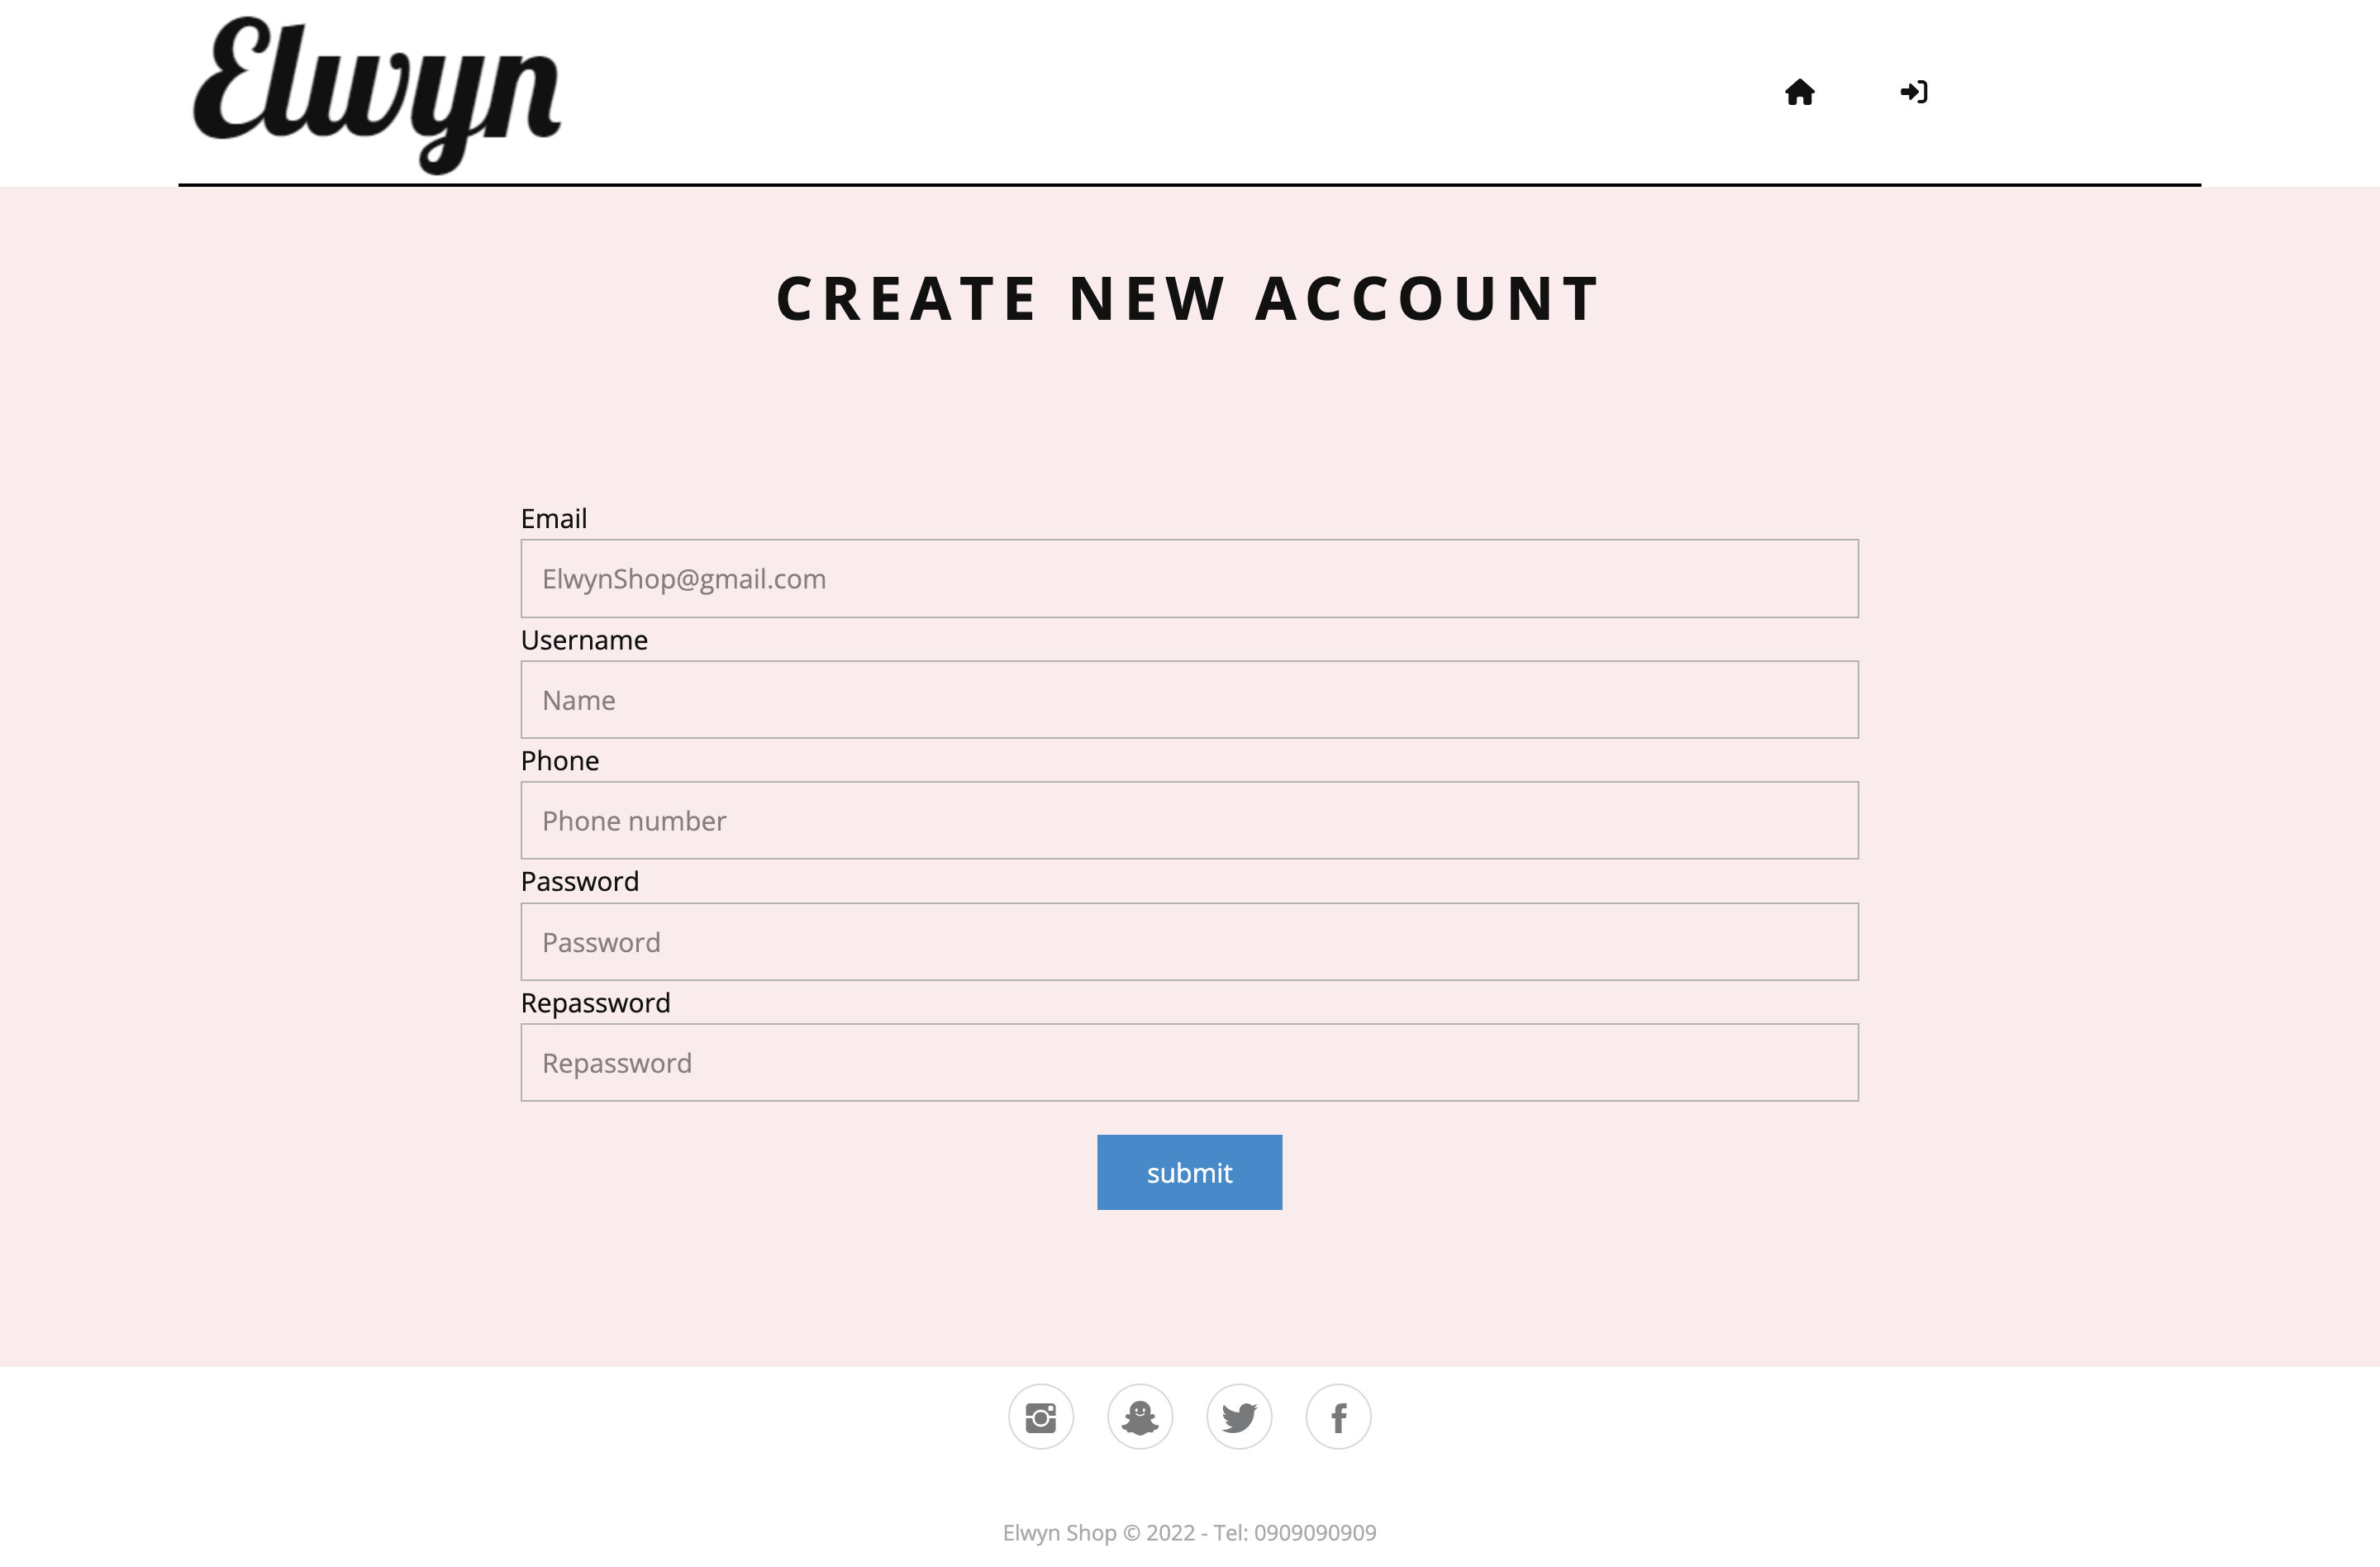 Elwyn
CREATE NEW ACCOUNT
Email
ElwynShop@gmail.com
Username
Name
Phone
Phone number
Password
Password
Repassword
Repassword
submit
Elwyn Shop © 2022 - Tel: 0909090909